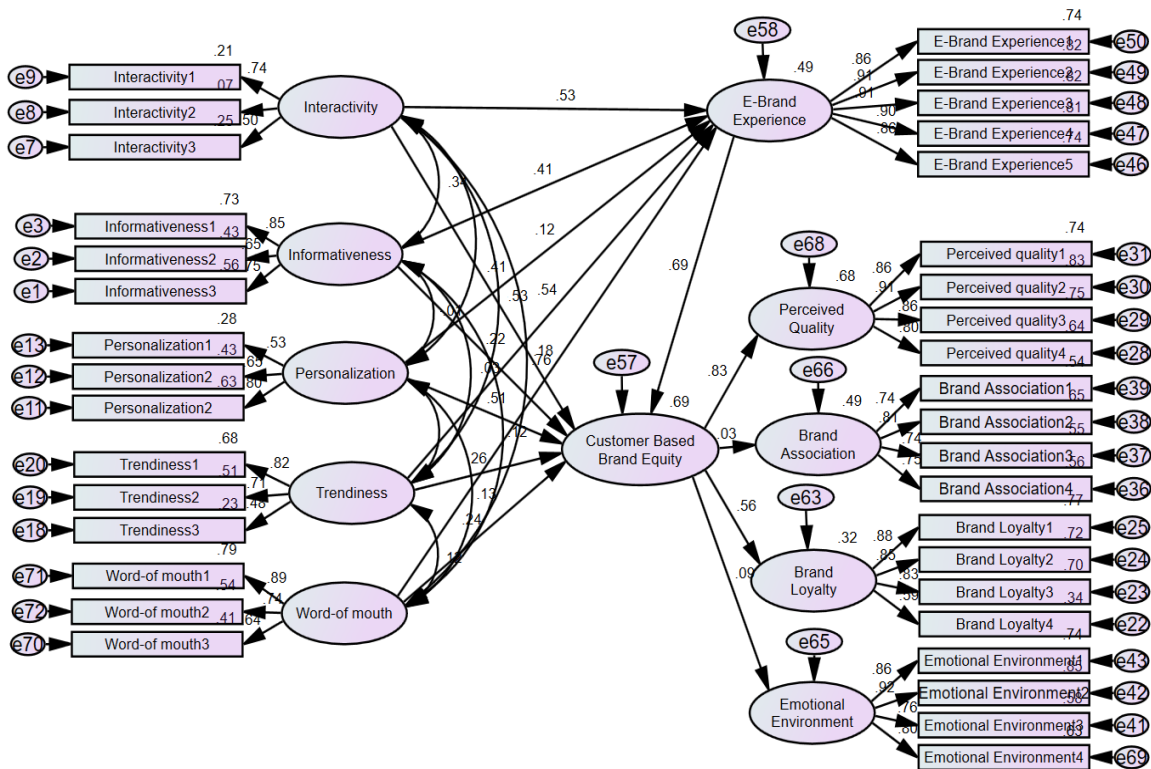 e9
.21
Interactivity1
.07
.74
e8
Interactivity2
.25
.50
e7
Interactivity3
Interactivity
e3
.73
Informativeness1
.43
.85
e2
Informativeness2
.56
.65
e1
Informativeness3
.75
Informativeness
e13
.28
Personalization1
.43
.53
e12
Personalization2
.63
.65
e11
Personalization2
.80
Personalization
e20
.68
Trendiness1
.51
.82
e19
Trendiness2
.23
.71
e18
Trendiness3
.48
Trendiness
e71
.79
Word-of mouth1
.54
.89
e72
Word-of mouth2
.41
.74
e70
Word-of mouth3
.64
Word-of mouth
.53
.34
.41
.12
.41
.53
.54
.69
.22
.18
.76
.03
.51
.12
.26
.13
.24
.12
e58
.49
E-Brand
Experience
.74
E-Brand Experience1
.82
e50
.86
E-Brand Experience2
.82
e49
.91
E-Brand Experience3
.81
e48
.91
E-Brand Experience4
.74
e47
.90
E-Brand Experience5
e46
.86
e57
.69
Customer Based
Brand Equity
.83
.03
.56
.09
e68
.68
Perceived
Quality
.74
Perceived quality1
.83
e31
.86
Perceived quality2
.75
e30
.91
Perceived quality3
.64
e29
.86
Perceived quality4
.54
e28
.80
e66
.49
Brand
Association
Brand Association1
.65
e39
.74
Brand Association2
.55
e38
.81
Brand Association3
.56
e37
.74
Brand Association4
.77
e36
.75
e63
.32
Brand
Loyalty
Brand Loyalty1
.72
e25
.88
Brand Loyalty2
.70
e24
.85
Brand Loyalty3
.34
e23
.83
Brand Loyalty4
.74
e22
.59
e65
Emotional
Environment
Emotional Environment1
.85
e43
.86
Emotional Environment2
.58
e42
.92
Emotional Environment3
.63
e41
.76
Emotional Environment4
e69
.80